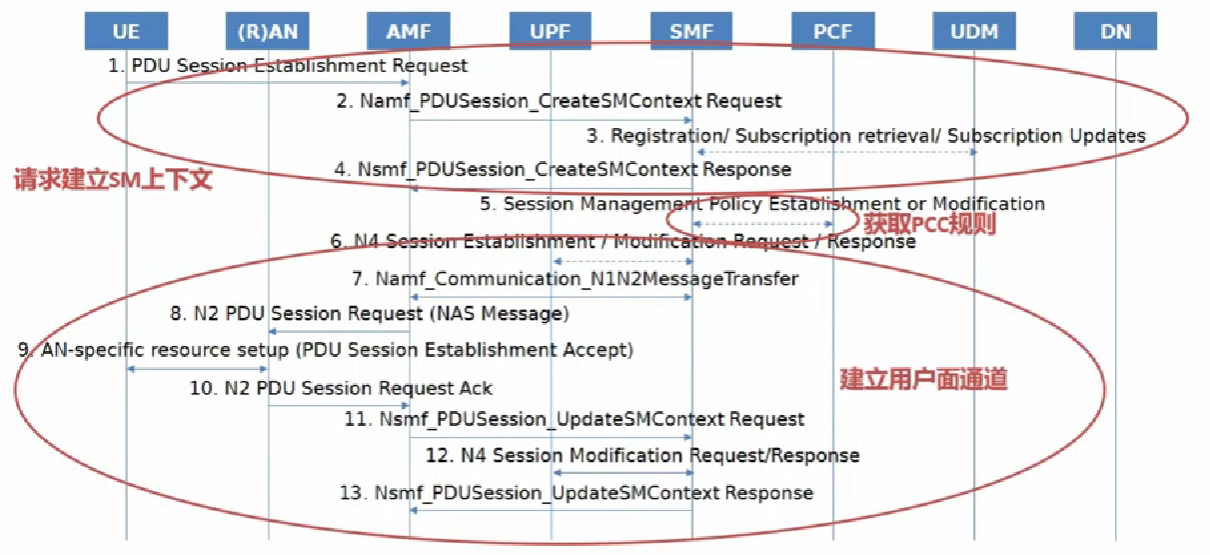 UE (R)AN AMF UPF SMF PCF UDM DN
1. PDU Session Establishment Request
2. Namf_PDUSession_CreateSMContext Request
3. Registration/ Subscription retrieval/ Subscription Updates
4. Nsmf_PDUSession_CreateSMContext Response
请求建立SM上下文
5. Session Management Policy Establishment or Modification
获取PCC规则
6. N4 Session Establishment / Modification Request / Response
7. Namf_Communication_N1N2MessageTransfer
8. N2 PDU Session Request (NAS Message)
9. AN-specific resource setup (PDU Session Establishment Accept)
建立用户面通道
10. N2 PDU Session Request Ack
11. Nsmf_PDUSession_UpdateSMContext Request
12. N4 Session Modification Request/Response
13. Nsmf_PDUSession_UpdateSMContext Response